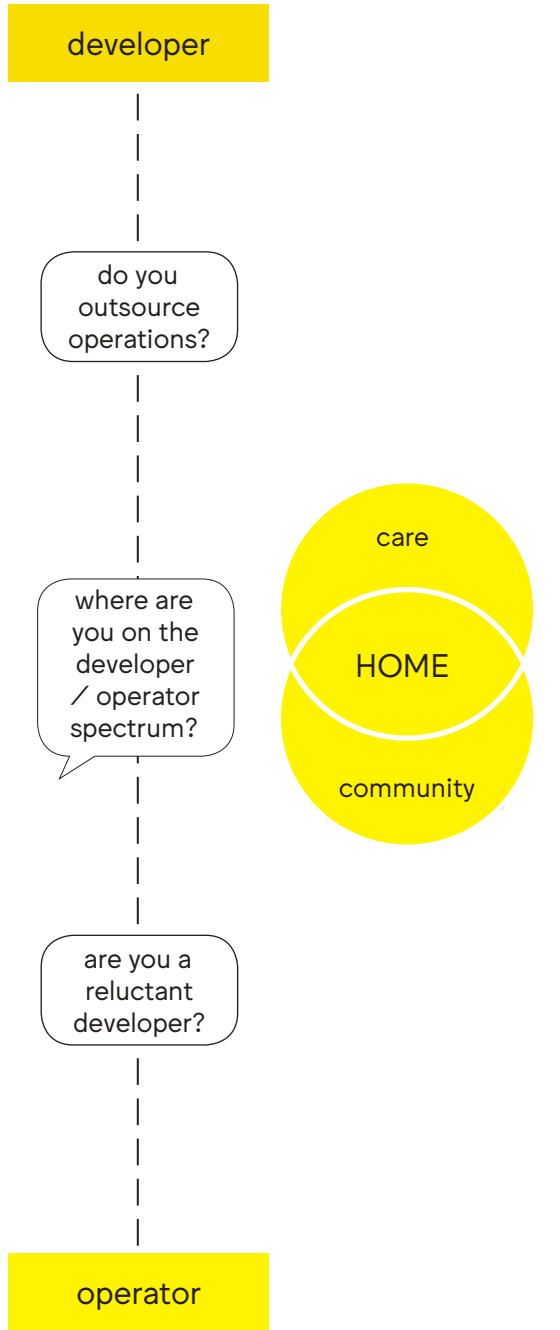 developer
do you
outsource
operations?
where are
you on the
developer
/ operator
spectrum?
care
HOME
community
are you a
reluctant
developer?
operator